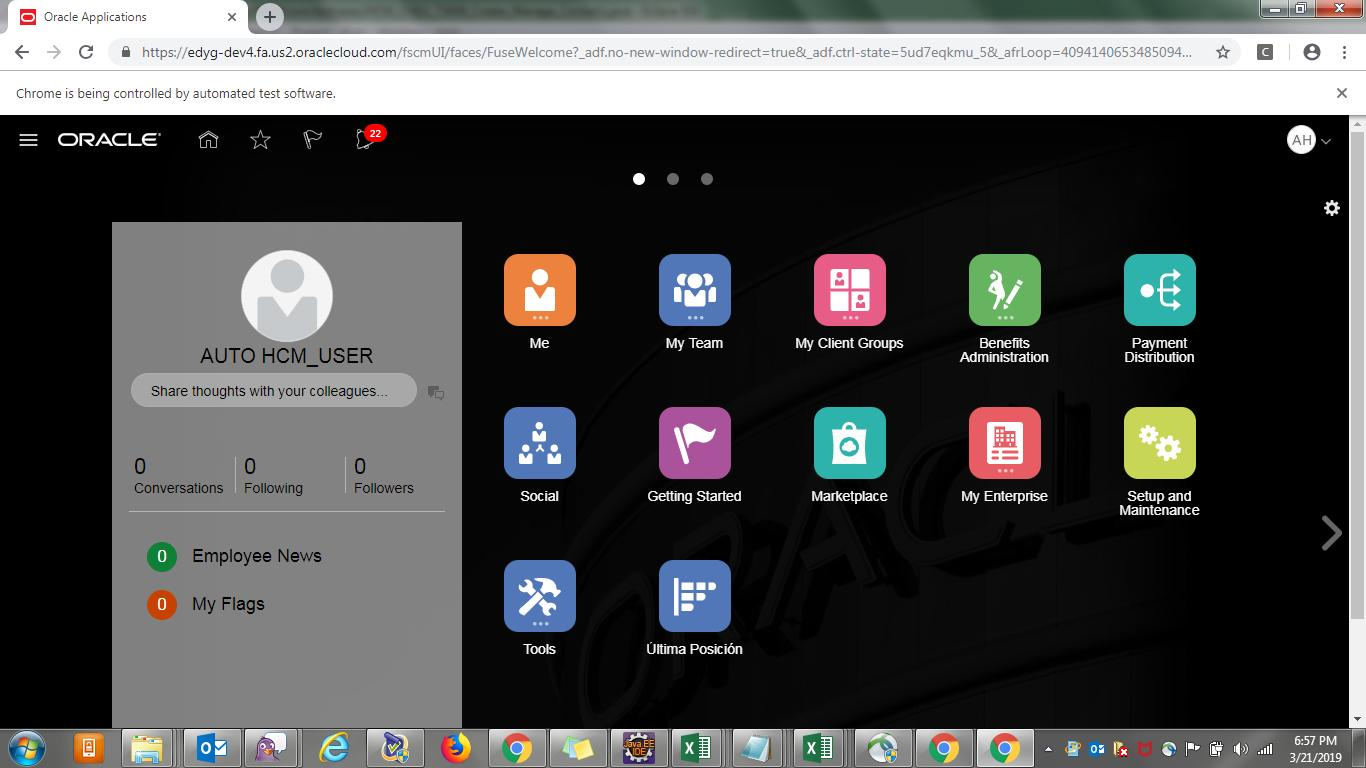 Oracle Applications
https://edyg-dev4.fa.us2.oraclecloud.com/fscmUI/faces/FuseWelcome?_adf.no-new-window-redirect=true&_adf.ctrl-state=5ud7eqkmu_5&_afrLoop=4094140653485094...
C
Chrome is being controlled by automated test software.
ORACLE
22
AH
AUTO HCM_USER
Share thoughts with your colleagues...
0 0 0
Conversations Following Followers
0 Employee News
0 My Flags
Me My Team My Client Groups Benefits Payment
Administration Distribution
Social Getting Started Marketplace My Enterprise Setup and
Maintenance
Tools Última Posición
Java EE
IDE
6:57 PM
3/21/2019